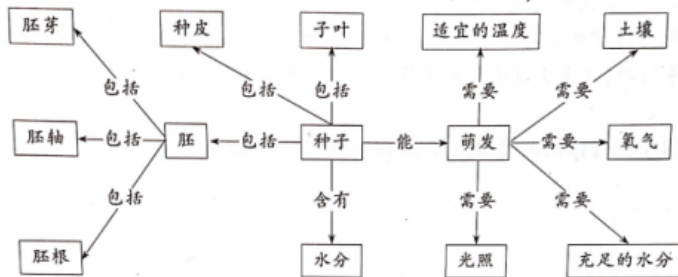 胚芽 种皮 子叶 适宜的温度 土壤
包括 包括 包括 需要 需要
胚轴 包括 胚 包括 种子 能 萌发 需要 氧气
包括 含有 需要 需要
胚根 水分 光照 充足的水分